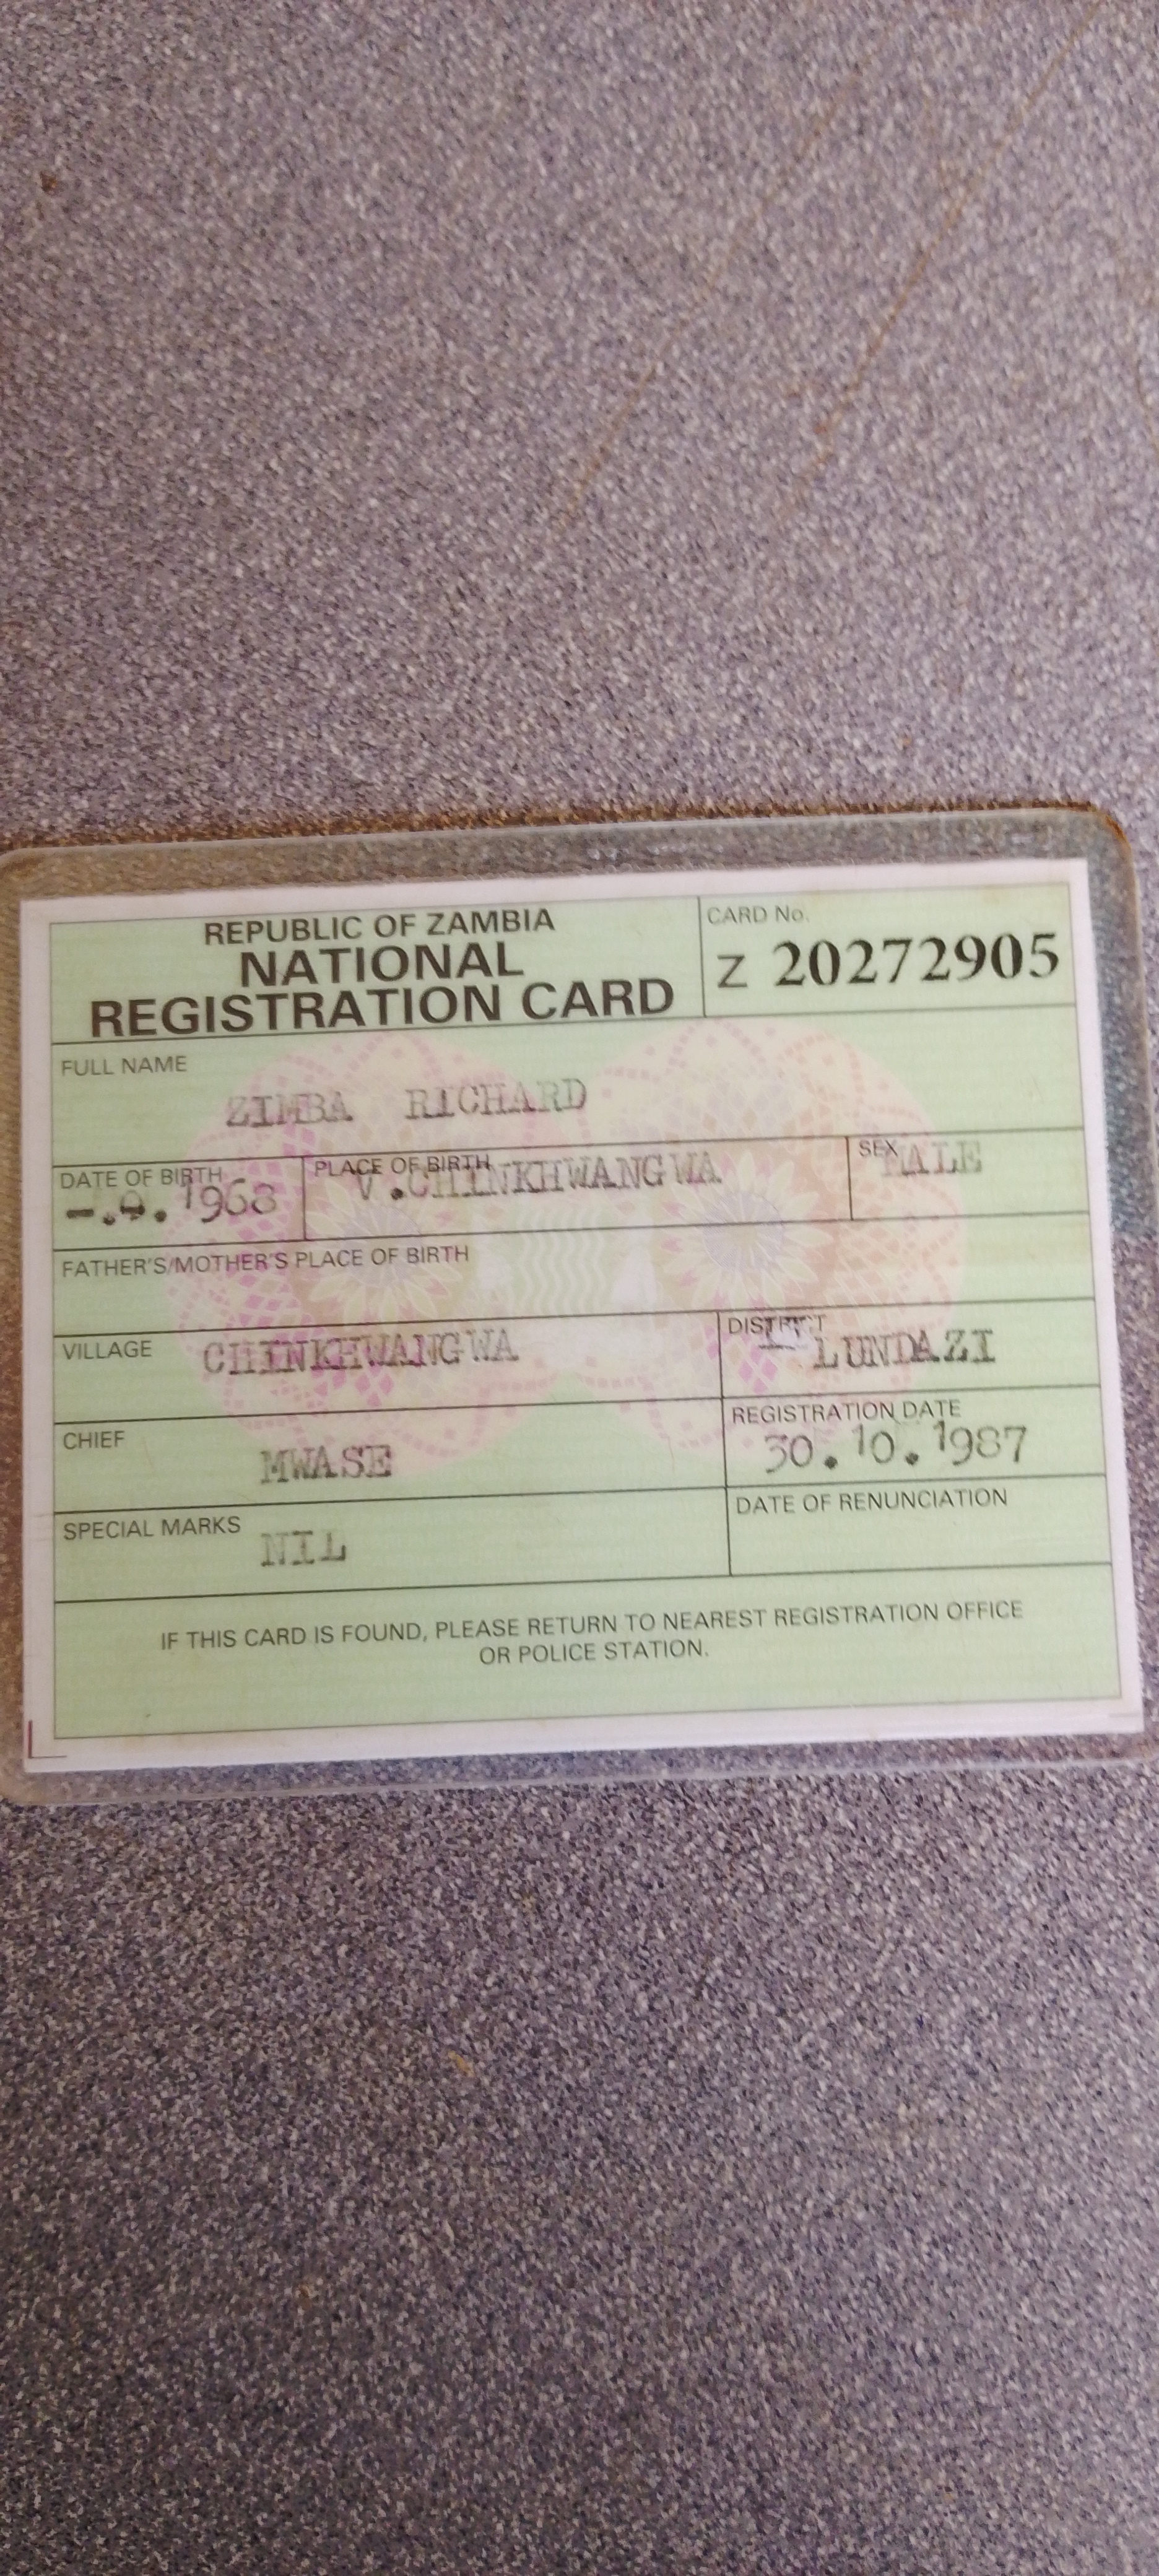 REPUBLIC OF ZAMBIA
NATIONAL
REGISTRATION CARD
CARD No.
Z 20272905
FULL NAME
ZIMBA RICHARD
DATE OF BIRTH
1968
PLACE OF BIRTH
V.CHINKHWANGWA
SEX
MALE
FATHER'S/MOTHER'S PLACE OF BIRTH
VILLAGE CHINKHWANGWA
DISTRICT
LUNDAZI
CHIEF
MWASE
REGISTRATION DATE
30.10.1987
SPECIAL MARKS
NIL
DATE OF RENUNCIATION
IF THIS CARD IS FOUND, PLEASE RETURN TO NEAREST REGISTRATION OFFICE
OR POLICE STATION.